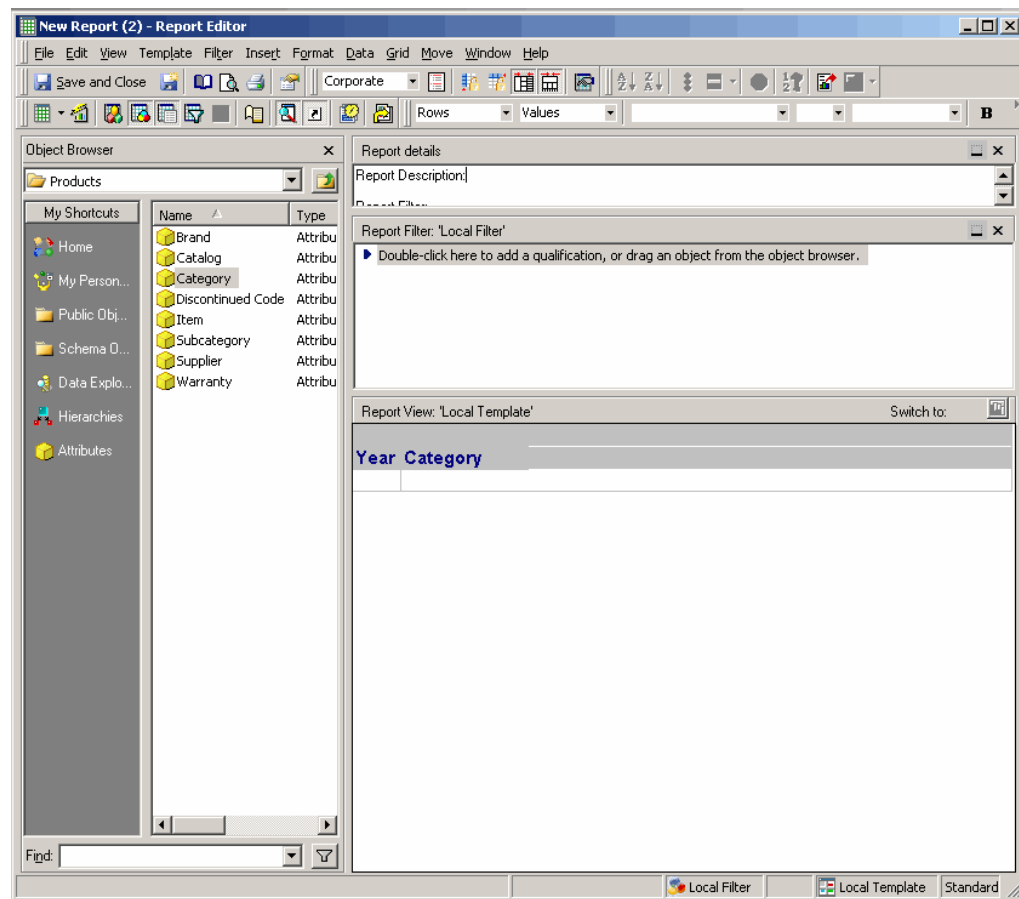 New Report (2) - Report Editor
File Edit View Template Filter Insert Format Data Grid Move Window Help
Save and Close Corporate
Rows Values B
Object Browser
Products
My Shortcuts
Home
My Person...
Public Obj...
Schema O...
Data Explo...
Hierarchies
Attributes
Name Type
Brand Attribu
Catalog Attribu
Category Attribu
Discontinued Code Attribu
Item Attribu
Subcategory Attribu
Supplier Attribu
Warranty Attribu
Find:
Report details
Report Description:
Report Filter:
Report Filter: 'Local Filter'
Double-click here to add a qualification, or drag an object from the object browser.
Report View: 'Local Template' Switch to:
Year Category
Local Filter Local Template Standard